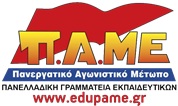 Π.Α.ΜΕ
Πανεργατικό Αγωνιστικό Μέτωπο
ΠΑΝΕΛΛΑΔΙΚΗ ΓΡΑΜΜΑΤΕΙΑ ΕΚΠΑΙΔΕΥΤΙΚΩΝ
www.edupame.gr